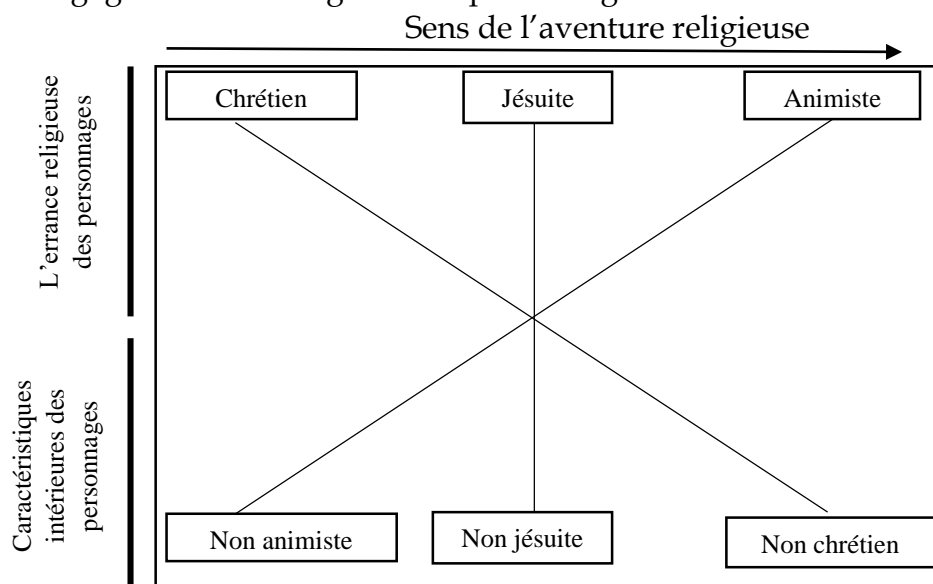 Sens de l'aventure religieuse
Chrétien
Jésuite
Animiste
L'errance religieuse
des personnages
Caractéristiques
intérieures des
personnages
Non animiste
Non jésuite
Non chrétien